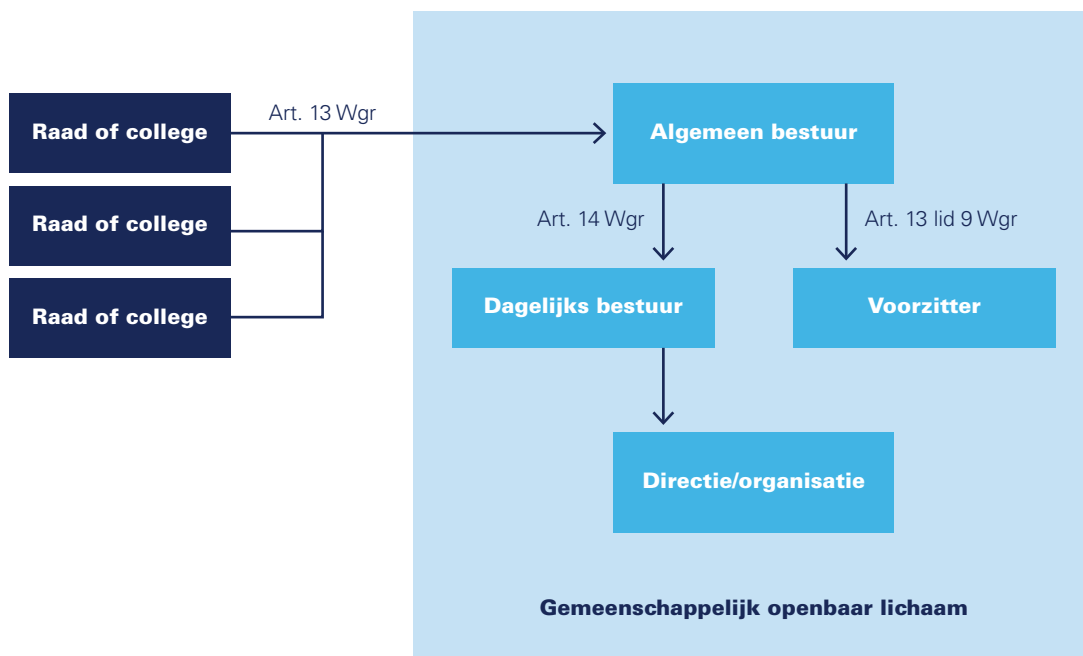 Raad of college
Art. 13 Wgr
Algemeen bestuur
Raad of college
Art. 14 Wgr
Art. 13 lid 9 Wgr
Raad of college
Dagelijks bestuur
Voorzitter
Directie/organisatie
Gemeenschappelijk openbaar lichaam